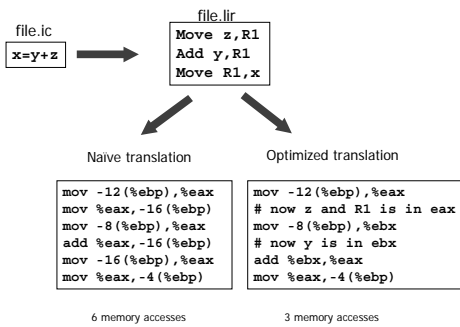 file.ic
x=y+z
file.lir
Move z,R1
Add y,R1
Move R1,x
Naïve translation
mov -12(%ebp),%eax
mov %eax,-16(%ebp)
mov -8(%ebp),%eax
add %eax,-16(%ebp)
mov -16(%ebp),%eax
mov %eax,-4(%ebp)
6 memory accesses
Optimized translation
mov -12(%ebp),%eax
# now z and R1 is in eax
mov -8(%ebp),%ebx
# now y is in ebx
add %ebx,%eax
mov %eax,-4(%ebp)
3 memory accesses